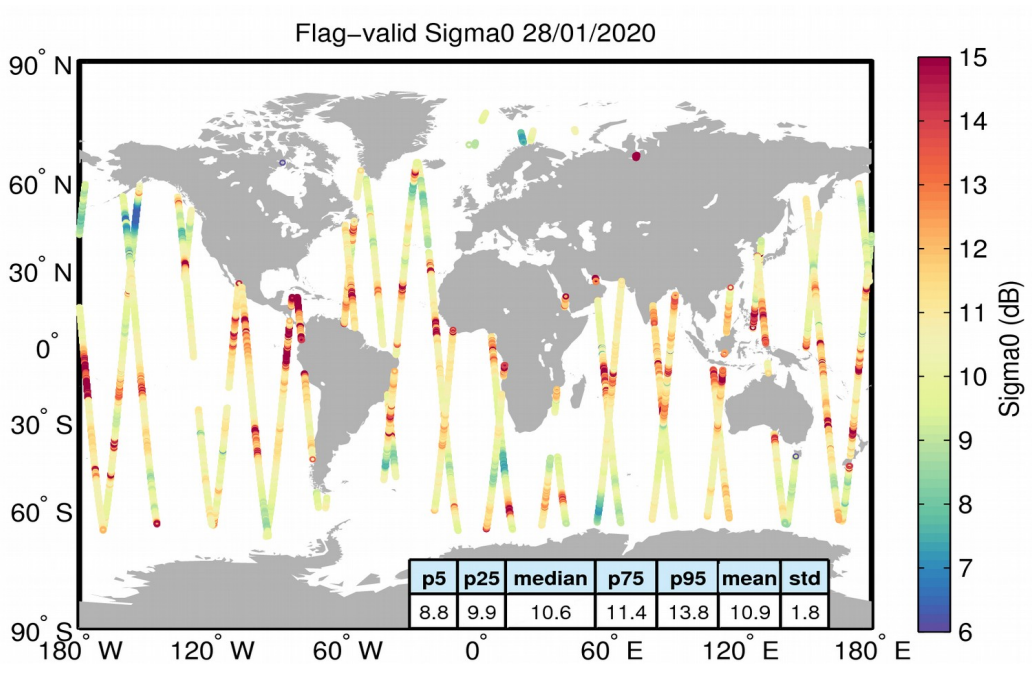 Flag−valid Sigma0 28/01/2020
90° N
60° N
30° N
0°
30° S
60° S
90° S
180° W
120° W
60° W
0°
60° E
120° E
180° E
p5 p25 median p75 p95 mean std
8.8 9.9 10.6 11.4 13.8 10.9 1.8
15
14
13
12
11
10
9
8
7
6
Sigma0 (dB)